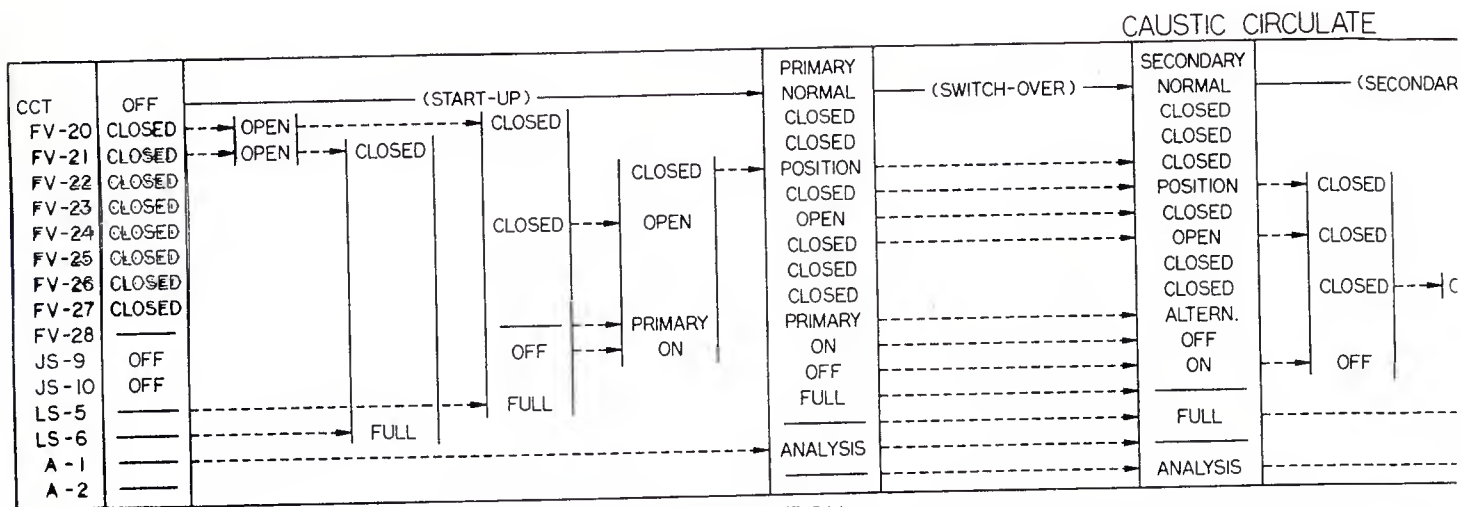 CAUSTIC CIRCULATE
CCT OFF (START-UP) PRIMARY NORMAL (SWITCH-OVER) SECONDARY NORMAL (SECONDAR
FV-20 CLOSED OPEN CLOSED CLOSED CLOSED
FV-21 CLOSED OPEN CLOSED CLOSED CLOSED
FV-22 CLOSED CLOSED POSITION CLOSED
FV-23 CLOSED CLOSED POSITION CLOSED
FV-24 CLOSED CLOSED OPEN OPEN CLOSED
FV-25 CLOSED CLOSED OPEN CLOSED
FV-26 CLOSED CLOSED CLOSED
FV-27 CLOSED CLOSED CLOSED CLOSED C
FV-28 — — PRIMARY PRIMARY ALTERN.
JS-9 OFF OFF ON ON OFF
JS-10 OFF OFF ON OFF
LS-5 — FULL FULL —
LS-6 — FULL — FULL
A-1 — ANALYSIS —
A-2 — — ANALYSIS